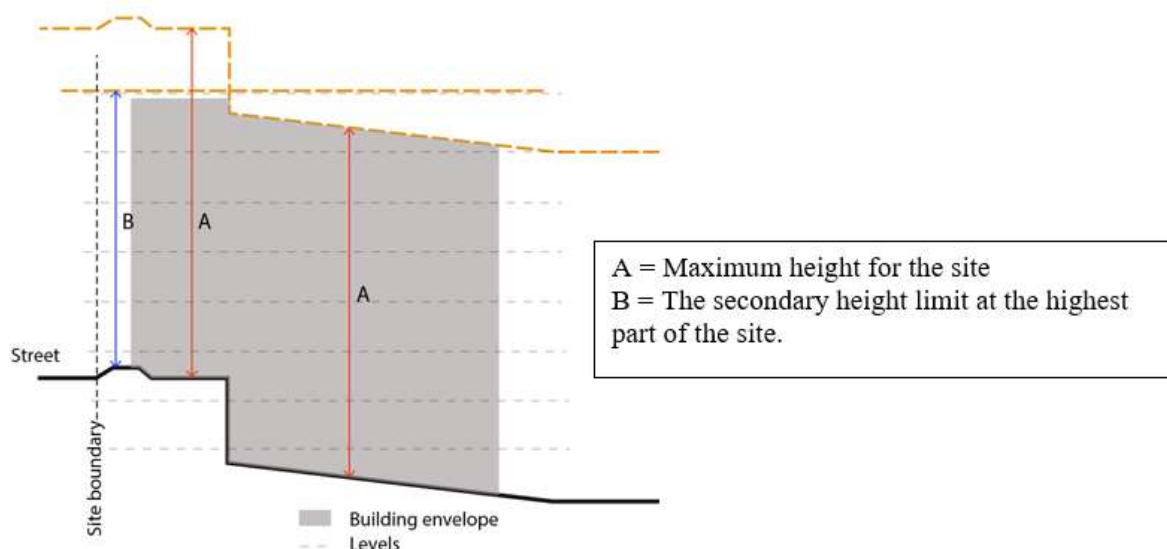 B
A
A
Street
Site boundary
Building envelope
Levels
A = Maximum height for the site
B = The secondary height limit at the highest
part of the site.